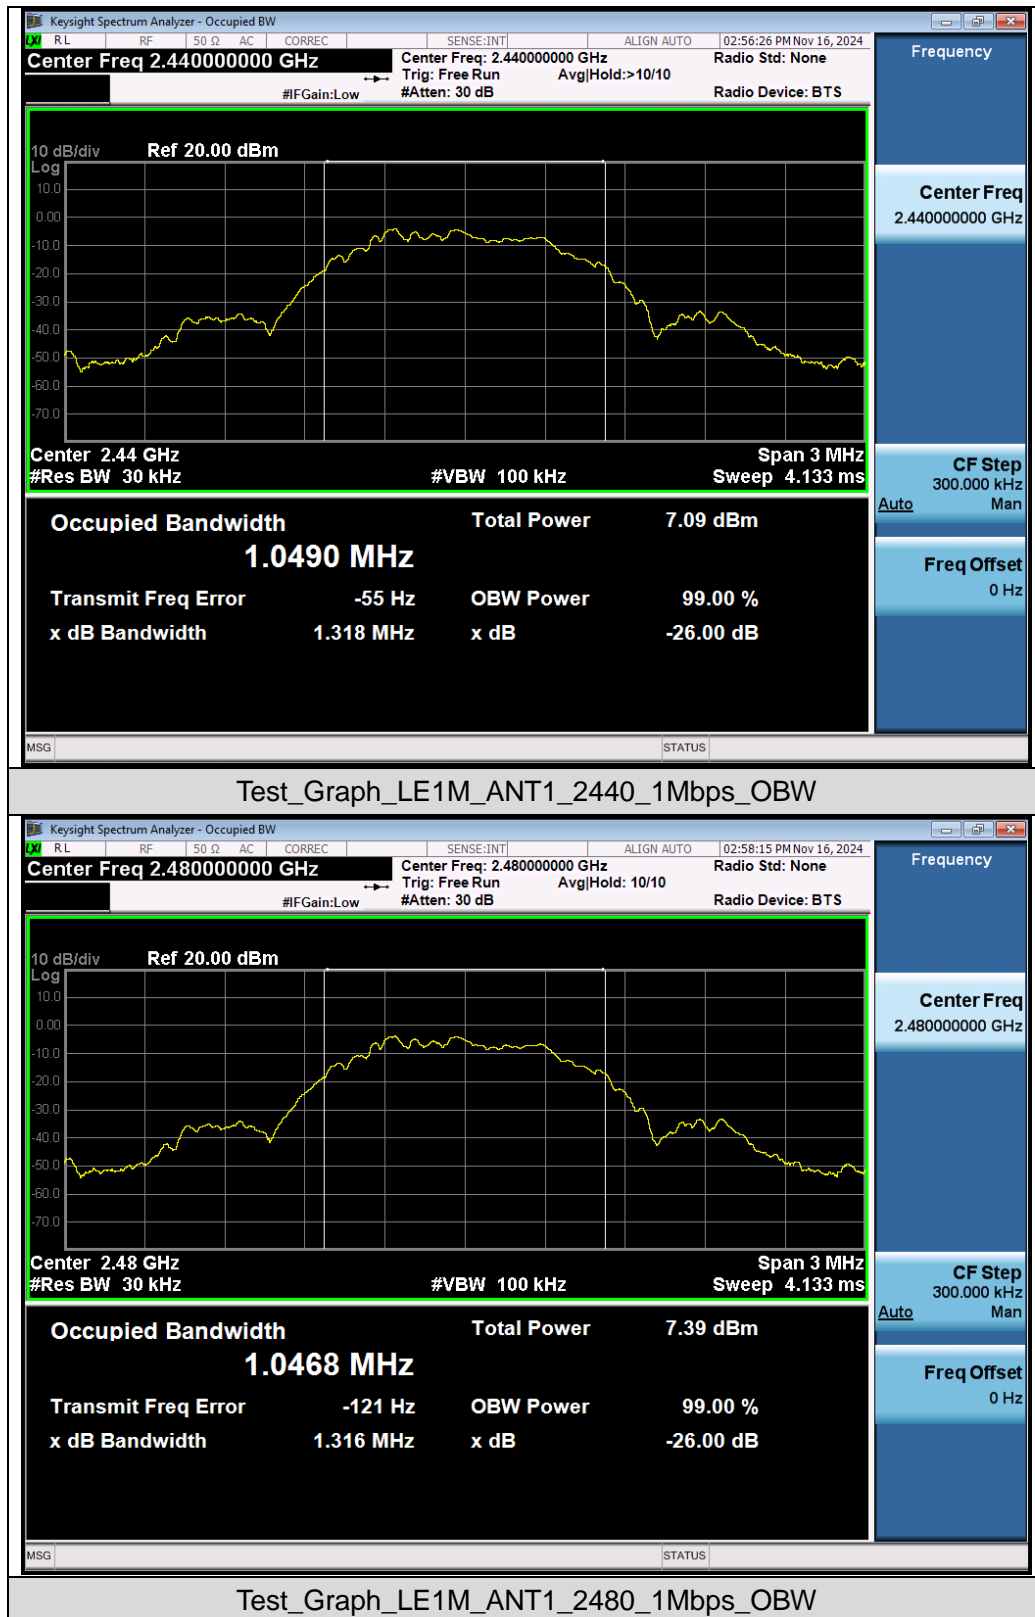 Keysight Spectrum Analyzer - Occupied BW
LXI RL RF 50 Ω AC CORREC SENSE:INT ALIGN AUTO 02:56:26 PM Nov 16, 2024
Center Freq 2.440000000 GHz
Center Freq: 2.440000000 GHz
Radio Std: None
Trig: Free Run Avg|Hold:>10/10
#IFGain:Low
#Atten: 30 dB
Radio Device: BTS
Frequency
10 dB/div Ref 20.00 dBm
Log
10.0
0.00
-10.0
-20.0
-30.0
-40.0
-50.0
-60.0
-70.0
Center Freq
2.440000000 GHz
Center 2.44 GHz Span 3 MHz
#Res BW 30 kHz #VBW 100 kHz Sweep 4.133 ms
CF Step
300.000 kHz
Auto Man
Occupied Bandwidth Total Power 7.09 dBm
1.0490 MHz
Transmit Freq Error -55 Hz OBW Power 99.00 %
x dB Bandwidth 1.318 MHz x dB -26.00 dB
Freq Offset
0 Hz
MSG STATUS
Test_Graph_LE1M_ANT1_2440_1Mbps_OBW
Keysight Spectrum Analyzer - Occupied BW
LXI RL RF 50 Ω AC CORREC SENSE:INT ALIGN AUTO 02:58:15 PM Nov 16, 2024
Center Freq 2.480000000 GHz
Center Freq: 2.480000000 GHz
Radio Std: None
Trig: Free Run Avg|Hold: 10/10
#IFGain:Low
#Atten: 30 dB
Radio Device: BTS
Frequency
10 dB/div Ref 20.00 dBm
Log
10.0
0.00
-10.0
-20.0
-30.0
-40.0
-50.0
-60.0
-70.0
Center Freq
2.480000000 GHz
Center 2.48 GHz Span 3 MHz
#Res BW 30 kHz #VBW 100 kHz Sweep 4.133 ms
CF Step
300.000 kHz
Auto Man
Occupied Bandwidth Total Power 7.39 dBm
1.0468 MHz
Transmit Freq Error -121 Hz OBW Power 99.00 %
x dB Bandwidth 1.316 MHz x dB -26.00 dB
Freq Offset
0 Hz
MSG STATUS
Test_Graph_LE1M_ANT1_2480_1Mbps_OBW